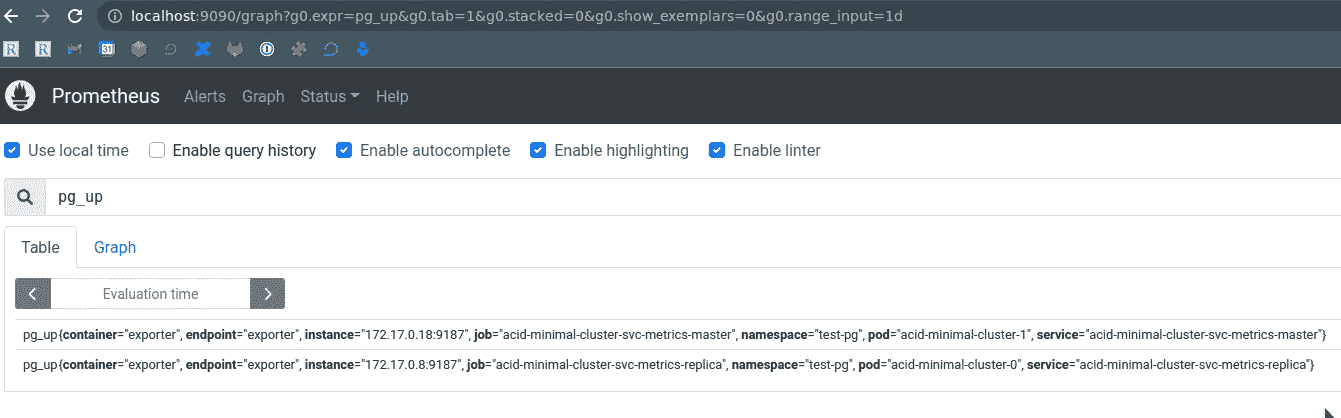 localhost:9090/graph?g0.expr=pg_up&g0.tab=1&g0.stacked=0&g0.show_exemplars=0&g0.range_input=1d
R R 31
Prometheus Alerts Graph Status Help
Use local time Enable query history Enable autocomplete Enable highlighting Enable linter
pg_up
Table Graph
Evaluation time
pg_up{container="exporter", endpoint="exporter", instance="172.17.0.18:9187", job="acid-minimal-cluster-svc-metrics-master", namespace="test-pg", pod="acid-minimal-cluster-1", service="acid-minimal-cluster-svc-metrics-master"}
pg_up{container="exporter", endpoint="exporter", instance="172.17.0.8:9187", job="acid-minimal-cluster-svc-metrics-replica", namespace="test-pg", pod="acid-minimal-cluster-0", service="acid-minimal-cluster-svc-metrics-replica"}